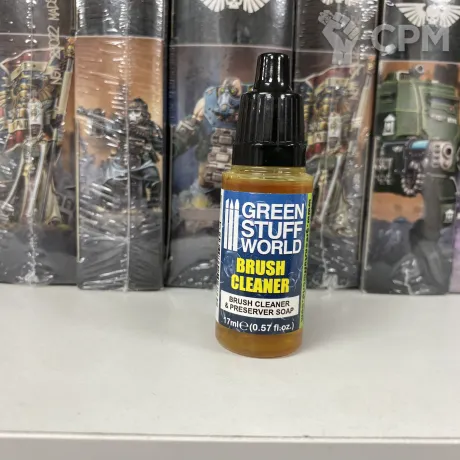 CPM
GREEN
STUFF
WORLD
BRUSH
CLEANER
BRUSH CLEANER
& PRESERVER SOAP
17ml e (0.57 fl.oz.)